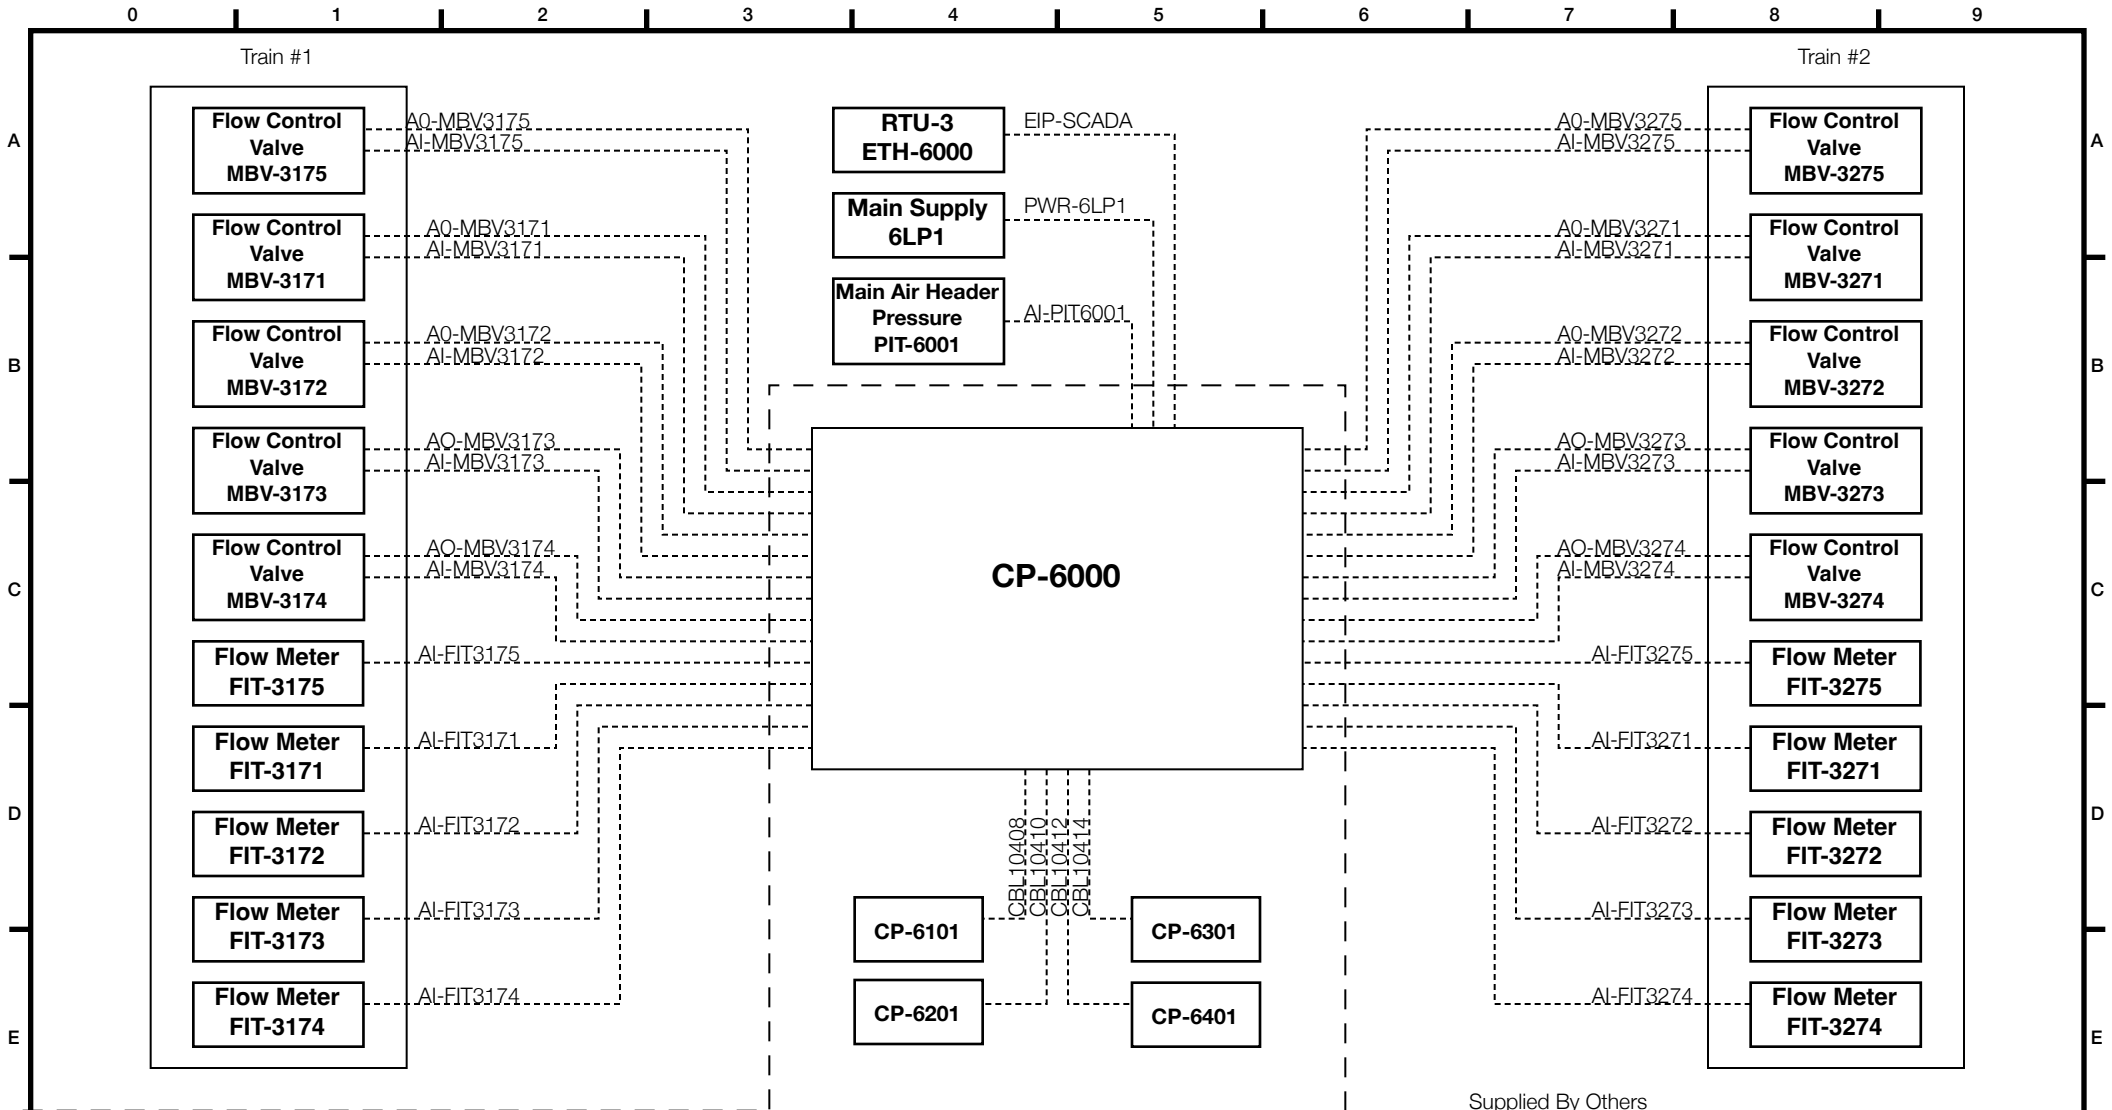 0 1 2 3 4 5 6 7 8 9
Train #1
Train #2
A
B
C
D
E
Flow Control
Valve
MBV-3175
Flow Control
Valve
MBV-3171
Flow Control
Valve
MBV-3172
Flow Control
Valve
MBV-3173
Flow Control
Valve
MBV-3174
Flow Meter
FIT-3175
Flow Meter
FIT-3171
Flow Meter
FIT-3172
Flow Meter
FIT-3173
Flow Meter
FIT-3174
A0-MBV3175
AI-MBV3175
A0-MBV3171
AI-MBV3171
A0-MBV3172
AI-MBV3172
AO-MBV3173
AI-MBV3173
AO-MBV3174
AI-MBV3174
AI-FIT3175
AI-FIT3171
AI-FIT3172
AI-FIT3173
AI-FIT3174
RTU-3
ETH-6000
EIP-SCADA
Main Supply
6LP1
PWR-6LP1
Main Air Header
Pressure
PIT-6001
AI-PIT6001
CP-6000
CBL10408
CBL10410
CBL10412
CBL10414
CP-6101
CP-6301
CP-6201
CP-6401
A0-MBV3275
AI-MBV3275
A0-MBV3271
AI-MBV3271
A0-MBV3272
AI-MBV3272
AO-MBV3273
AI-MBV3273
AO-MBV3274
AI-MBV3274
AI-FIT3275
AI-FIT3271
AI-FIT3272
AI-FIT3273
AI-FIT3274
Flow Control
Valve
MBV-3275
Flow Control
Valve
MBV-3271
Flow Control
Valve
MBV-3272
Flow Control
Valve
MBV-3273
Flow Control
Valve
MBV-3274
Flow Meter
FIT-3275
Flow Meter
FIT-3271
Flow Meter
FIT-3272
Flow Meter
FIT-3273
Flow Meter
FIT-3274
A
B
C
D
E
Supplied By Others